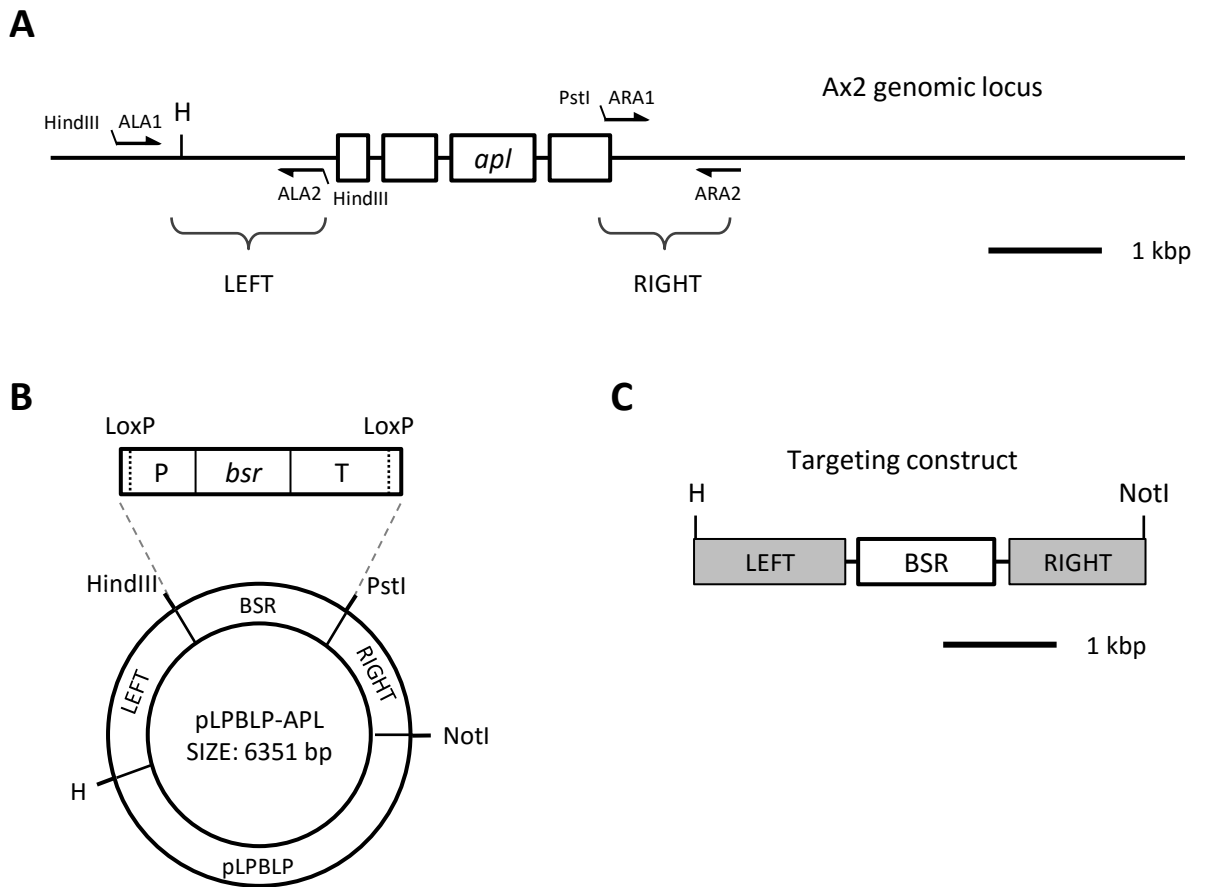 A
Ax2 genomic locus
HindIII
ALA1
H
PstI
ARA1
apl
ALA2
HindIII
ARA2
LEFT
RIGHT
1 kbp
B
LoxP
LoxP
P
bsr
T
HindIII
PstI
BSR
LEFT
RIGHT
pLPBLP-APL
SIZE: 6351 bp
NotI
H
pLPBLP
C
Targeting construct
H
NotI
LEFT
BSR
RIGHT
1 kbp